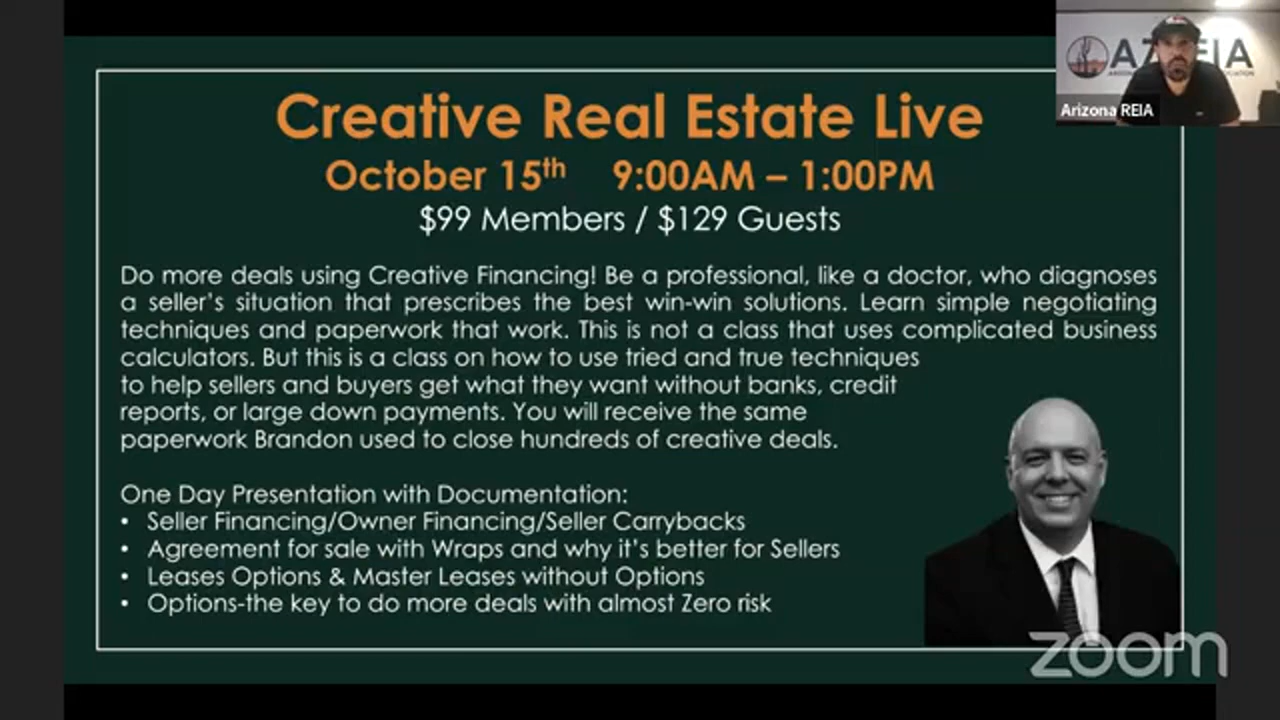 Creative Real Estate Live
October 15th 9:00AM – 1:00PM
$99 Members / $129 Guests
Do more deals using Creative Financing! Be a professional, like a doctor, who diagnoses
a seller's situation that prescribes the best win-win solutions. Learn simple negotiating
techniques and paperwork that work. This is not a class that uses complicated business
calculators. But this is a class on how to use tried and true techniques
to help sellers and buyers get what they want without banks, credit
reports, or large down payments. You will receive the same
paperwork Brandon used to close hundreds of creative deals.
One Day Presentation with Documentation:
• Seller Financing/Owner Financing/Seller Carrybacks
• Agreement for sale with Wraps and why it's better for Sellers
• Leases Options & Master Leases without Options
• Options-the key to do more deals with almost Zero risk
Arizona REIA
zoom